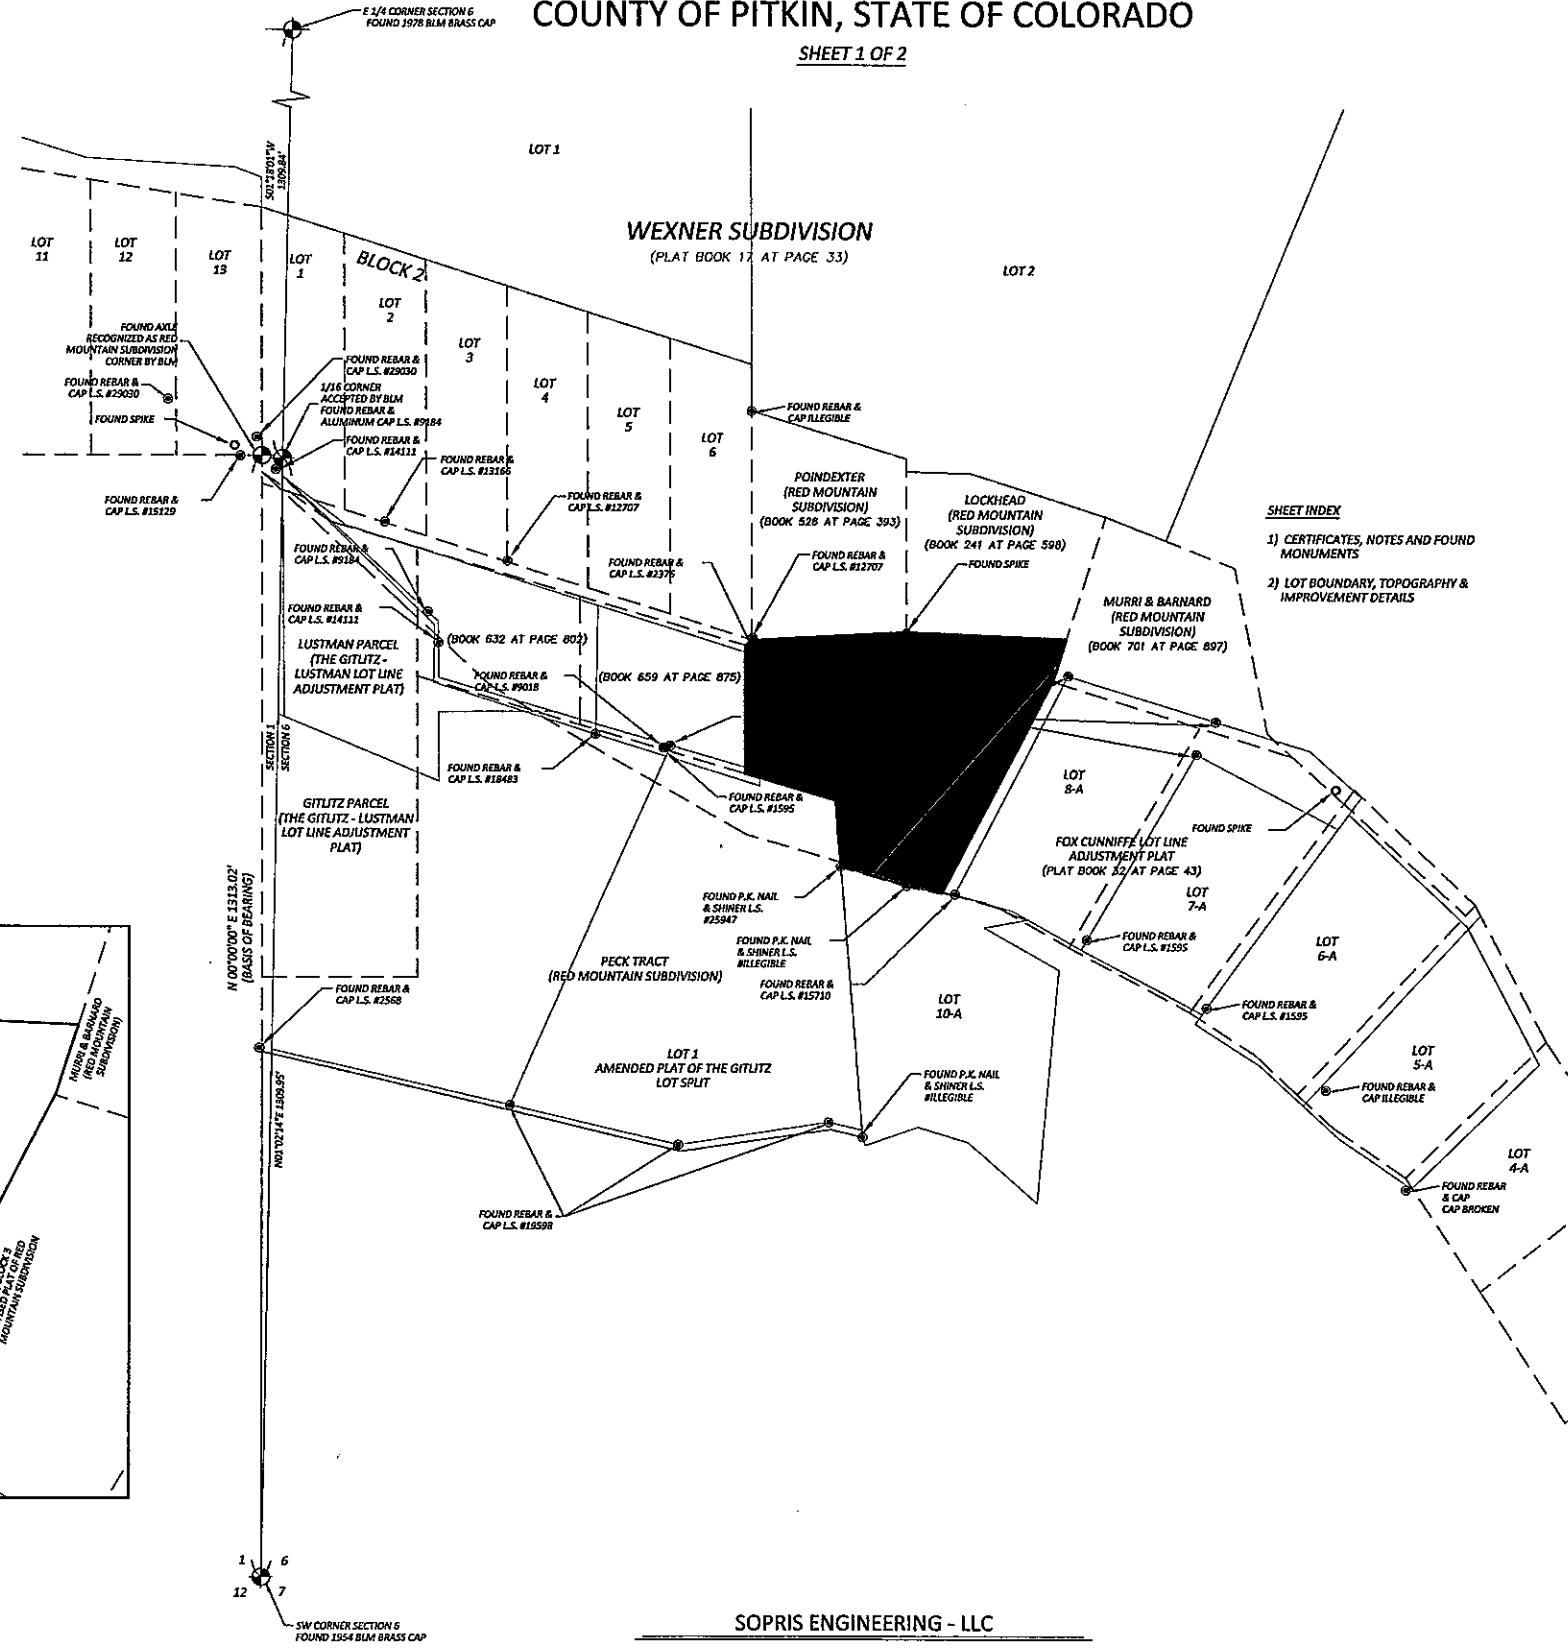 COUNTY OF PITKIN, STATE OF COLORADO
SHEET 1 OF 2
E 1/4 CORNER SECTION 6
FOUND 1978 BLM BRASS CAP
S01°18'01"W
1309.84'
LOT 1
WEXNER SUBDIVISION
(PLAT BOOK 17 AT PAGE 33)
LOT 2
LOT
11
LOT
12
LOT
13
LOT
1
BLOCK 2
LOT
2
LOT
3
LOT
4
LOT
5
LOT
6
FOUND AXLE
RECOGNIZED AS RED
MOUNTAIN SUBDIVISION
CORNER BY BLM
FOUND REBAR &
CAP L.S. #29030
FOUND SPIKE
FOUND REBAR &
CAP L.S. #15129
FOUND REBAR &
CAP L.S. #29030
1/16 CORNER
ACCEPTED BY BLM
FOUND REBAR &
ALUMINUM CAP L.S. #9184
FOUND REBAR &
CAP L.S. #14111
FOUND REBAR &
CAP L.S. #13166
FOUND REBAR &
CAP L.S. #12707
FOUND REBAR &
CAP ILLEGIBLE
POINDEXTER
(RED MOUNTAIN
SUBDIVISION)
(BOOK 526 AT PAGE 393)
LOCKHEAD
(RED MOUNTAIN
SUBDIVISION)
(BOOK 241 AT PAGE 598)
SHEET INDEX
1) CERTIFICATES, NOTES AND FOUND
MONUMENTS
2) LOT BOUNDARY, TOPOGRAPHY &
IMPROVEMENT DETAILS
FOUND REBAR &
CAP L.S. #9184
FOUND REBAR &
CAP L.S. #2376
FOUND REBAR &
CAP L.S. #12707
FOUND SPIKE
MURRI & BARNARD
(RED MOUNTAIN
SUBDIVISION)
(BOOK 701 AT PAGE 897)
FOUND REBAR &
CAP L.S. #14111
LUSTMAN PARCEL
(THE GITLITZ -
LUSTMAN LOT LINE
ADJUSTMENT PLAT)
(BOOK 632 AT PAGE 802)
FOUND REBAR &
CAP L.S. #9018
(BOOK 659 AT PAGE 875)
SECTION 1
SECTION 6
FOUND REBAR &
CAP L.S. #18483
FOUND REBAR &
CAP L.S. #1595
GITLITZ PARCEL
(THE GITLITZ - LUSTMAN
LOT LINE ADJUSTMENT
PLAT)
LOT
8-A
FOUND SPIKE
FOX CUNNIFFE LOT LINE
ADJUSTMENT PLAT
(PLAT BOOK 32 AT PAGE 43)
LOT
7-A
N 00°00'00" E 1313.02'
(BASIS OF BEARING)
FOUND P.K. NAIL
& SHINER L.S.
#25947
FOUND P.K. NAIL
& SHINER L.S.
#ILLEGIBLE
FOUND REBAR &
CAP L.S. #15710
FOUND REBAR &
CAP L.S. #1595
LOT
6-A
PECK TRACT
(RED MOUNTAIN SUBDIVISION)
FOUND REBAR &
CAP L.S. #2568
LOT
10-A
FOUND REBAR &
CAP L.S. #1595
MURRI & BARNARD
(RED MOUNTAIN
SUBDIVISION)
LOT 1
AMENDED PLAT OF THE GITLITZ
LOT SPLIT
FOUND P.K. NAIL
& SHINER L.S.
#ILLEGIBLE
LOT
5-A
FOUND REBAR &
CAP ILLEGIBLE
N01°02'14"E 1309.95'
LOT
4-A
FOUND REBAR
& CAP
CAP BROKEN
FOUND REBAR &
CAP L.S. #19598
PLAT OF RED
MOUNTAIN SUBDIVISION
1 6
12 7
SW CORNER SECTION 6
FOUND 1954 BLM BRASS CAP
SOPRIS ENGINEERING - LLC